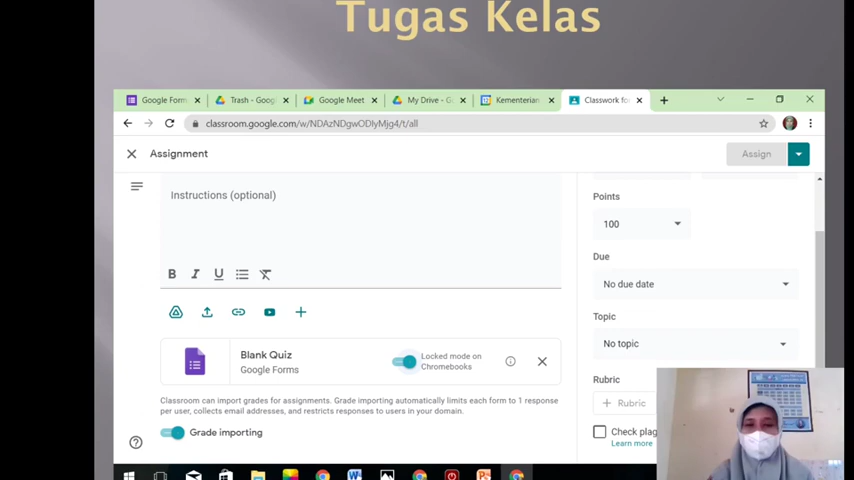 Tugas Kelas
Google Form
Trash - Goog
Google Meet
My Drive - G
Kementerian
Classwork fo
classroom.google.com/w/NDAzNDgwODIyMjg4/t/all
Assignment
Assign
Instructions (optional)
Points
100
Due
No due date
Topic
No topic
Rubric
+ Rubric
Check plag
Learn more
B I U
Blank Quiz
Google Forms
Locked mode on
Chromebooks
Classroom can import grades for assignments. Grade importing automatically limits each form to 1 response
per user, collects email addresses, and restricts responses to users in your domain.
Grade importing